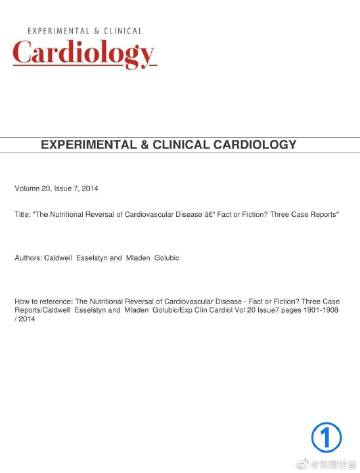 EXPERIMENTAL & CLINICAL
Cardiology
EXPERIMENTAL & CLINICAL CARDIOLOGY
Volume 20, Issue 7, 2014
Title: "The Nutritional Reversal of Cardiovascular Disease â€" Fact or Fiction? Three Case Reports"
Authors: Caldwell Esselstyn and Mladen Golubic
How to reference: The Nutritional Reversal of Cardiovascular Disease - Fact or Fiction? Three Case
Reports/Caldwell Esselstyn and Mladen Golubic/Exp Clin Cardiol Vol 20 Issue7 pages 1901-1908
/ 2014
1